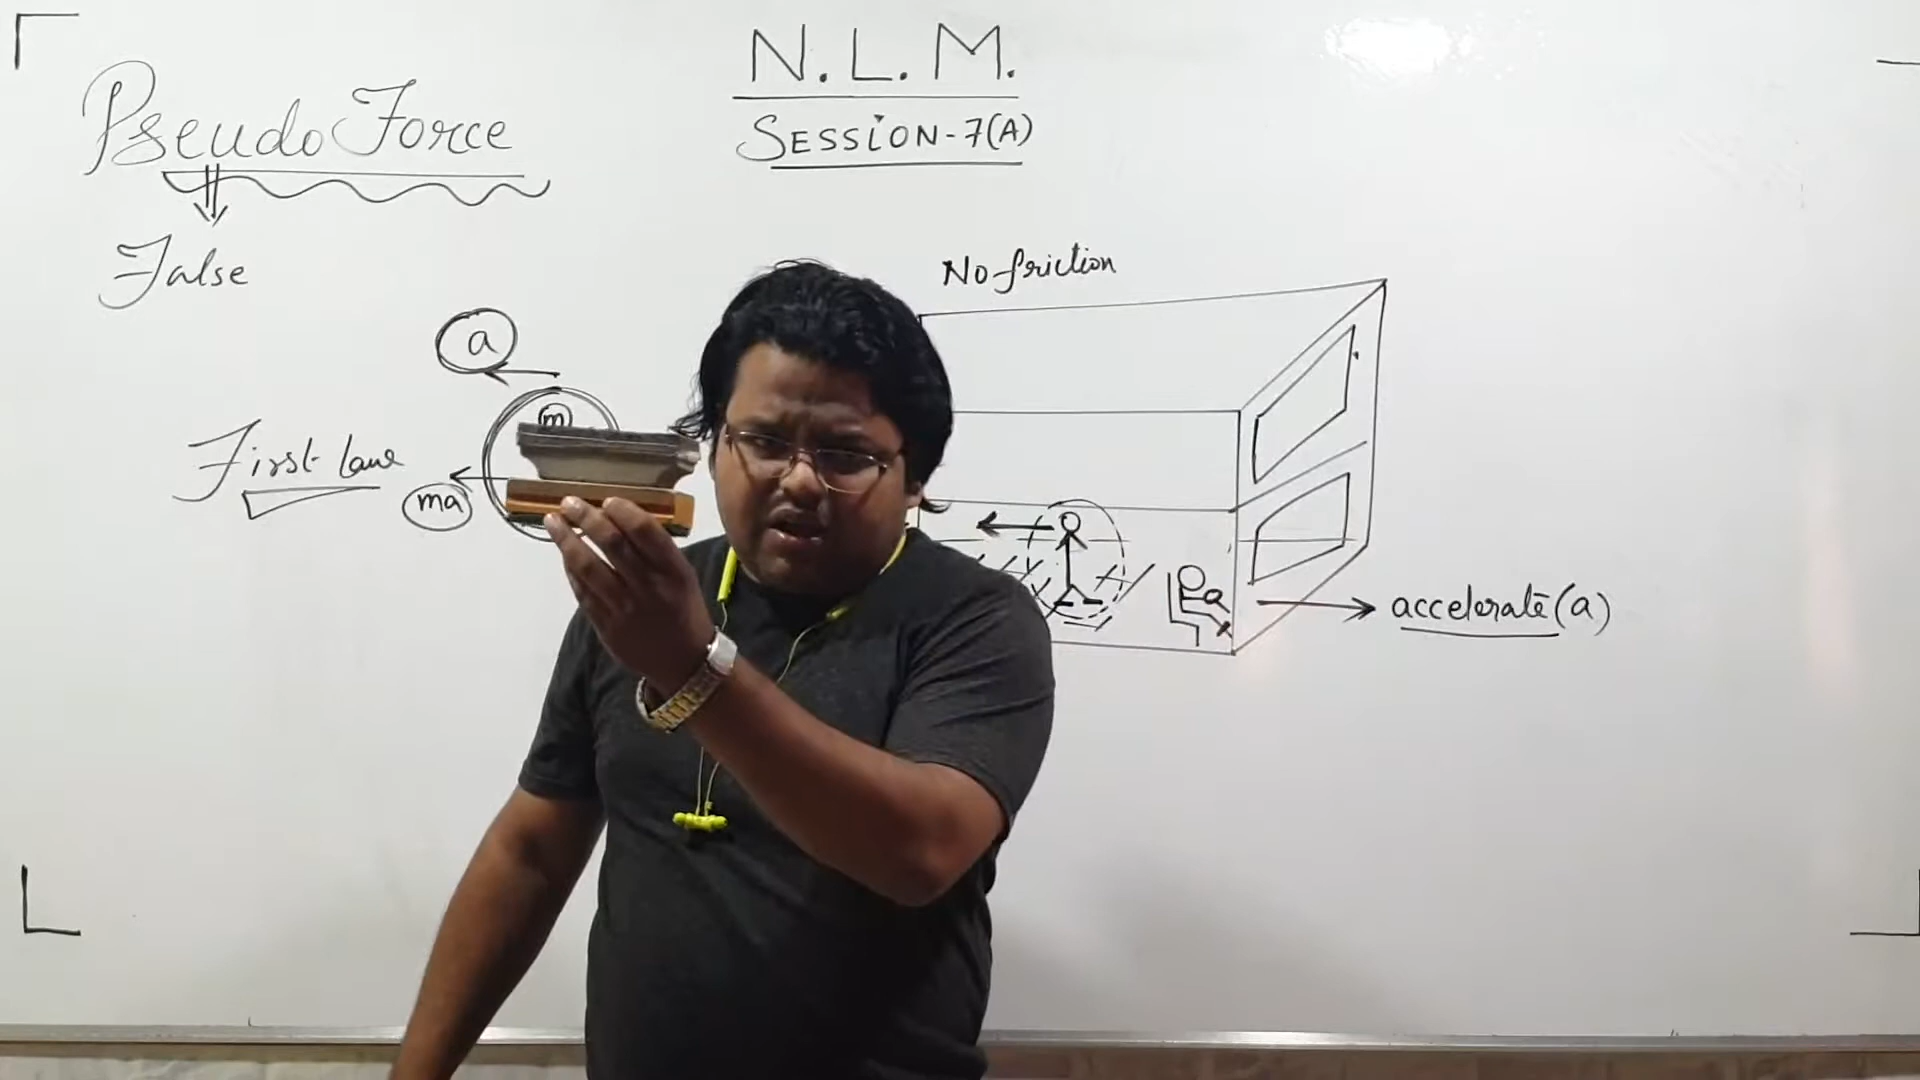 N. L. M.
SESSION-7(A)
Pseudo Force
False
No friction
a
m
First law
ma
accelerate (a)